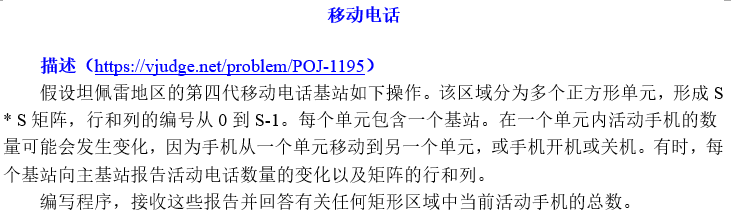 移动电话
描述（https://vjudge.net/problem/POJ-1195）
假设坦佩雷地区的第四代移动电话基站如下操作。该区域分为多个正方形单元，形成 S
* S 矩阵，行和列的编号从 0 到 S-1。每个单元包含一个基站。在一个单元内活动手机的数
量可能会发生变化，因为手机从一个单元移动到另一个单元，或手机开机或关机。有时，每
个基站向主基站报告活动电话数量的变化以及矩阵的行和列。
编写程序，接收这些报告并回答有关任何矩形区域中当前活动手机的总数。